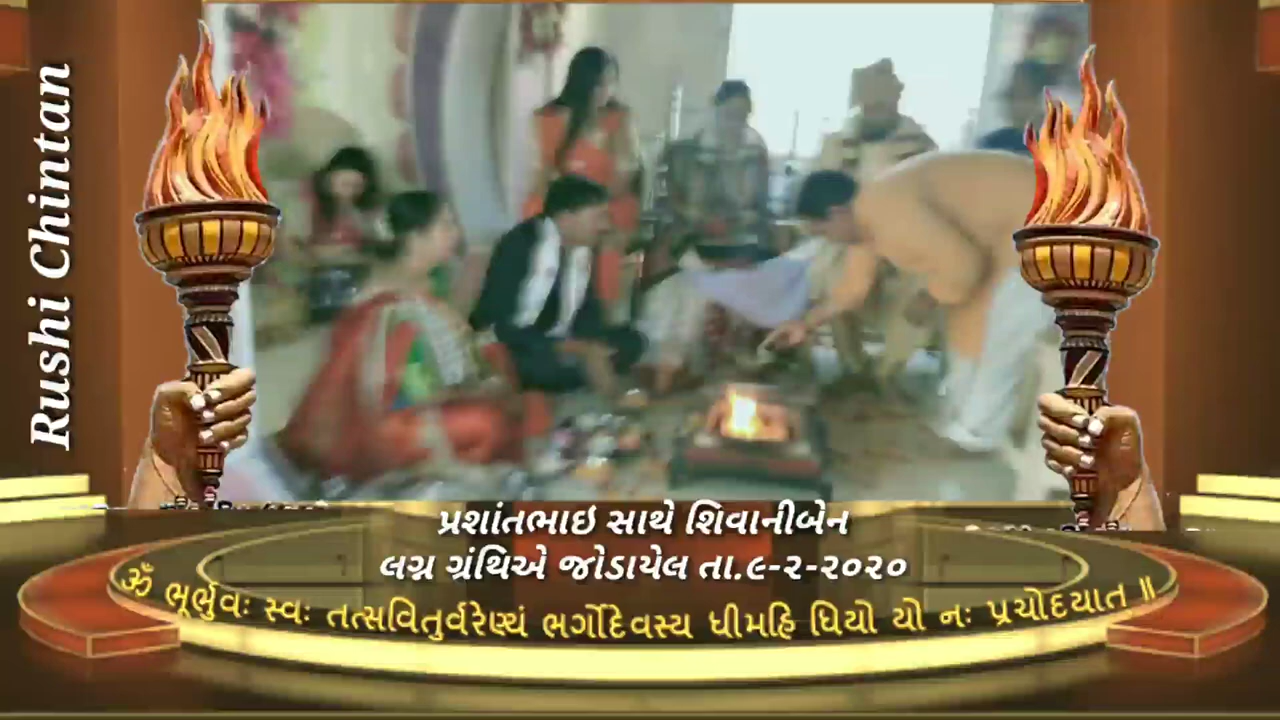 Rushi Chintan
પ્રશાંતભાઇ સાથે શિવાનીબેન
લગ્ન ગ્રંથિએ જોડાયેલ તા.૯-૨-૨૦૨૦
ૐ ભૂર્ભુવઃ સ્વઃ તત્સવિતુર્વરેણ્યં ભર્ગોદેવસ્ય ધીમહિ ધિયો યો નઃ પ્રચોદયાત ॥